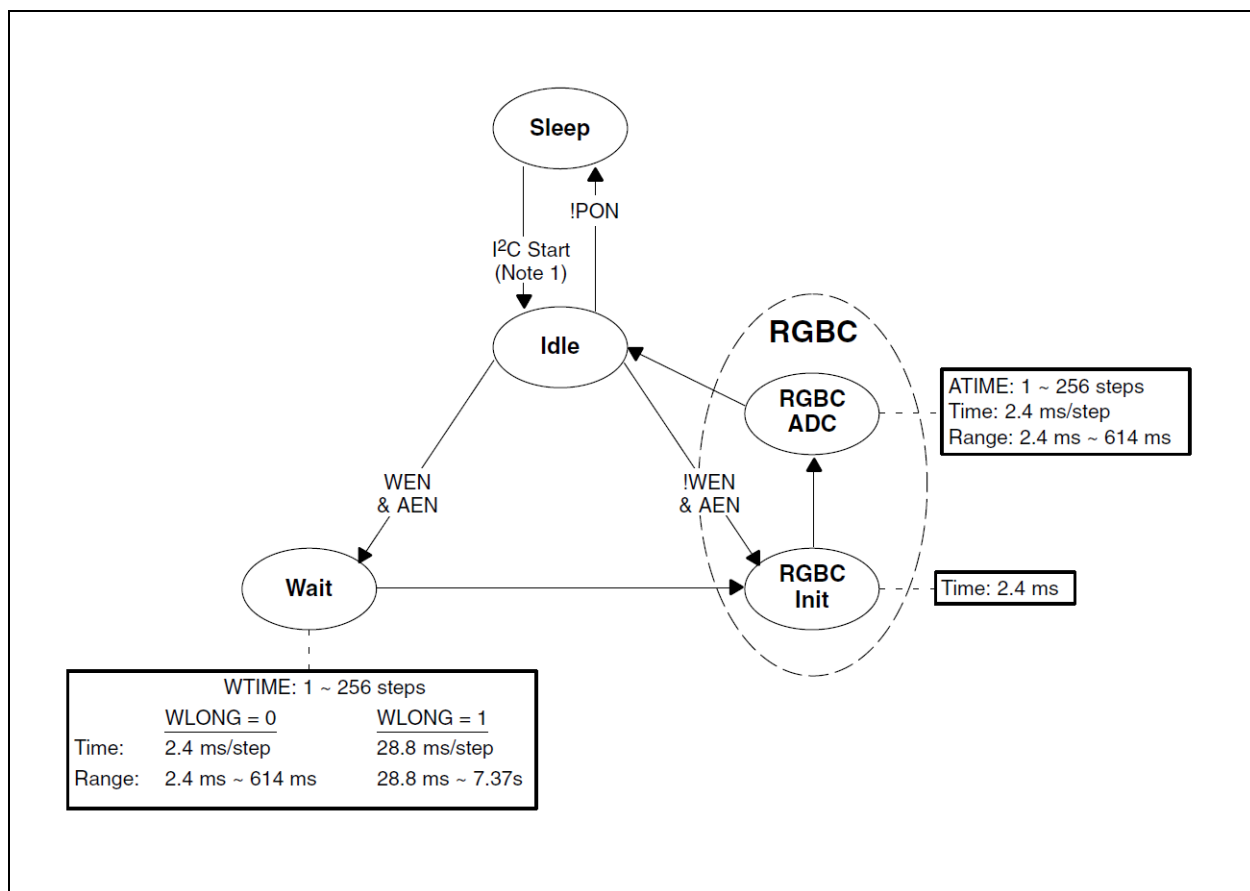 Sleep
!PON
I²C Start
(Note 1)
Idle
RGBC
RGBC
ADC
ATIME: 1 ~ 256 steps
Time: 2.4 ms/step
Range: 2.4 ms ~ 614 ms
WEN
& AEN
!WEN
& AEN
Wait
RGBC
Init
Time: 2.4 ms
WTIME: 1 ~ 256 steps
WLONG = 0 WLONG = 1
Time: 2.4 ms/step 28.8 ms/step
Range: 2.4 ms ~ 614 ms 28.8 ms ~ 7.37s